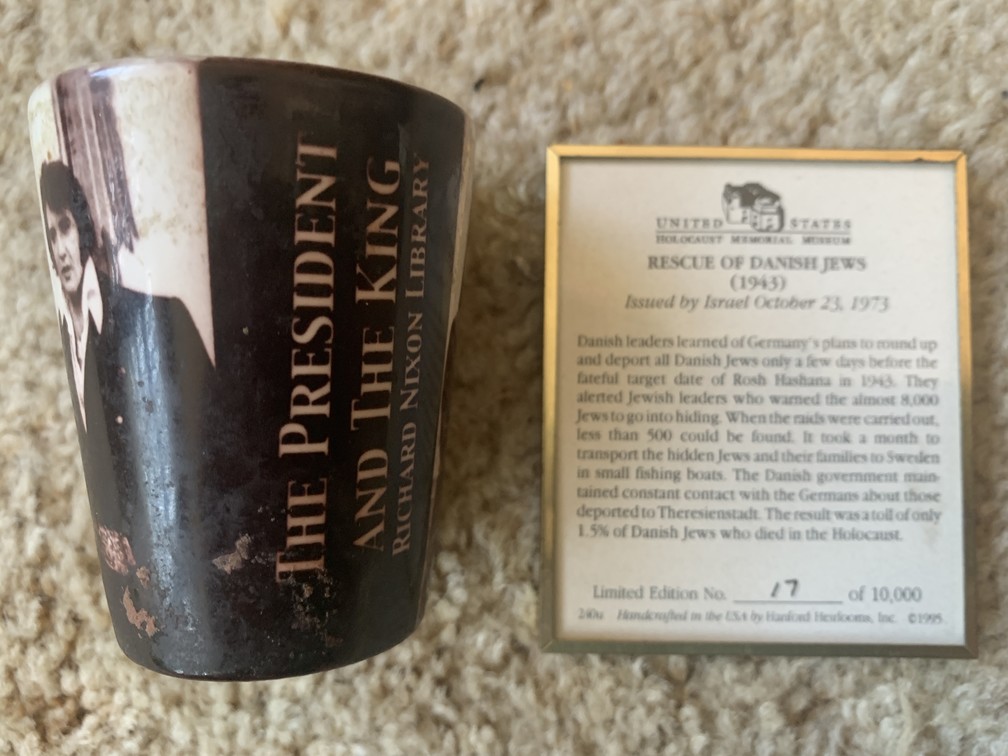 THE PRESIDENT
AND THE KING
RICHARD NIXON LIBRARY
UNITED STATES
HOLOCAUST MEMORIAL MUSEUM
RESCUE OF DANISH JEWS
(1943)
Issued by Israel October 23, 1973
Danish leaders learned of Germany's plans to round up
and deport all Danish Jews only a few days before the
fateful target date of Rosh Hashana in 1943. They
alerted Jewish leaders who warned the almost 8,000
Jews to go into hiding. When the raids were carried out,
less than 500 could be found. It took a month to
transport the hidden Jews and their families to Sweden
in small fishing boats. The Danish government main-
tained constant contact with the Germans about those
deported to Theresienstadt. The result was a toll of only
1.5% of Danish Jews who died in the Holocaust.
Limited Edition No. 17 of 10,000
240u Handcrafted in the USA by Hanford Heirlooms, Inc. ©1995